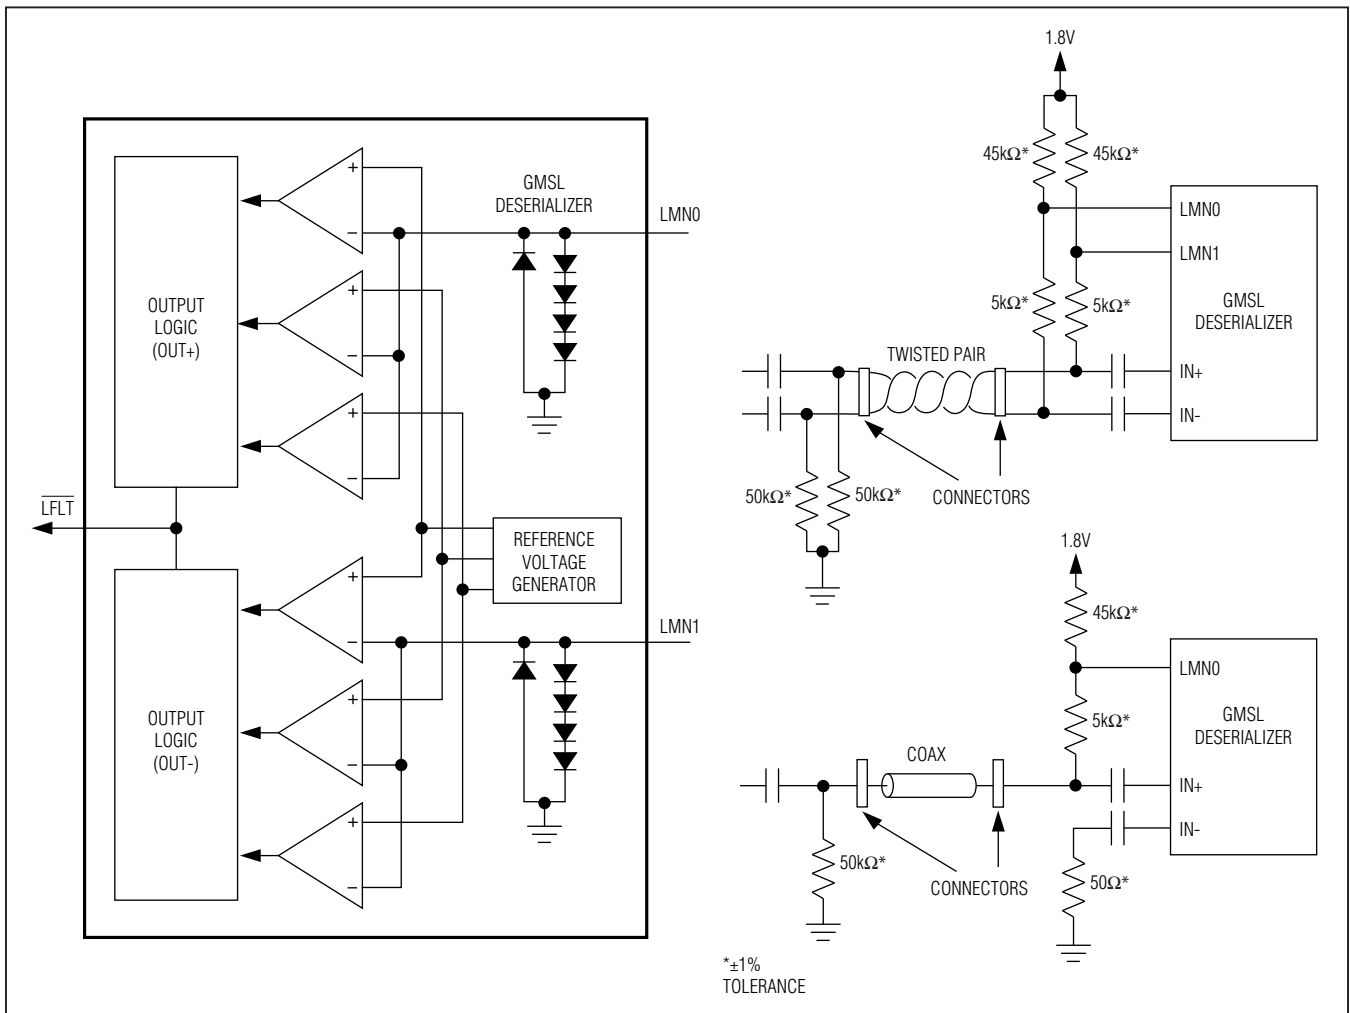 GMSL
DESERIALIZER
LMN0
+
−
OUTPUT
LOGIC
(OUT+)
+
−
+
−
LFLT
REFERENCE
VOLTAGE
GENERATOR
+
−
LMN1
OUTPUT
LOGIC
(OUT-)
+
−
+
−
1.8V
45kΩ*
45kΩ*
LMN0
LMN1
5kΩ*
5kΩ*
GMSL
DESERIALIZER
TWISTED PAIR
IN+
IN-
50kΩ*
50kΩ*
CONNECTORS
1.8V
45kΩ*
LMN0
5kΩ*
GMSL
DESERIALIZER
COAX
IN+
IN-
50kΩ*
CONNECTORS
50Ω*
*±1%
TOLERANCE